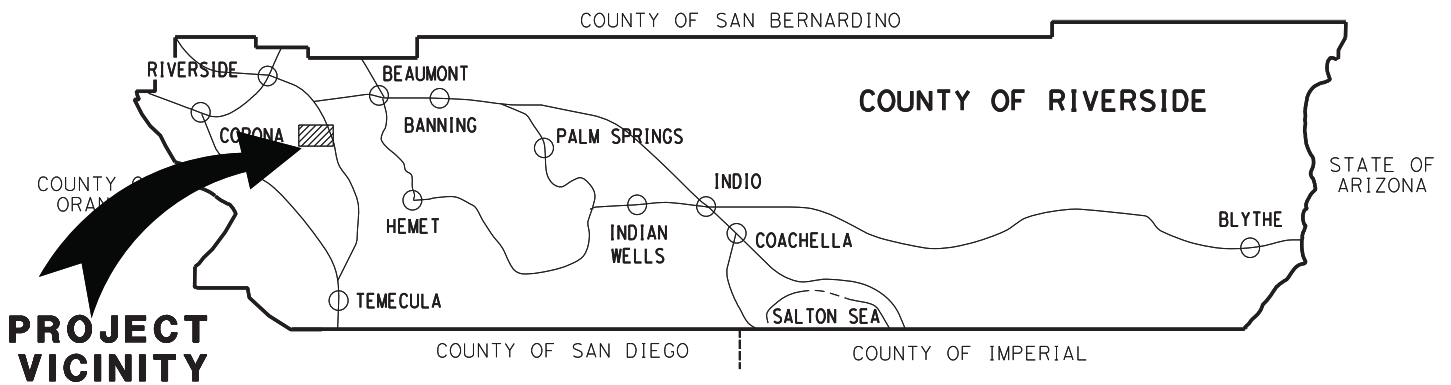 COUNTY OF SAN BERNARDINO
RIVERSIDE
BEAUMONT
COUNTY OF RIVERSIDE
BANNING
CORONA
PALM SPRINGS
STATE OF
ARIZONA
COUNTY
ORAN
INDIO
HEMET
INDIAN
WELLS
COACHELLA
BLYTHE
TEMECULA
SALTON SEA
PROJECT
VICINITY
COUNTY OF SAN DIEGO
COUNTY OF IMPERIAL